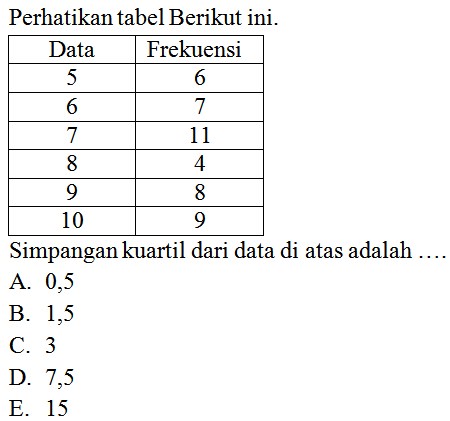 Perhatikan tabel Berikut ini.
Data Frekuensi
5 6
6 7
7 11
8 4
9 8
10 9
Simpangan kuartil dari data di atas adalah ….
A. 0,5
B. 1,5
C. 3
D. 7,5
E. 15